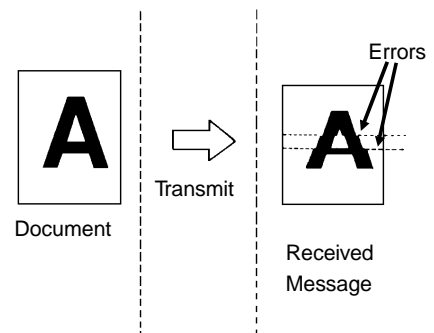 Errors
A
A
Transmit
Document
Received
Message